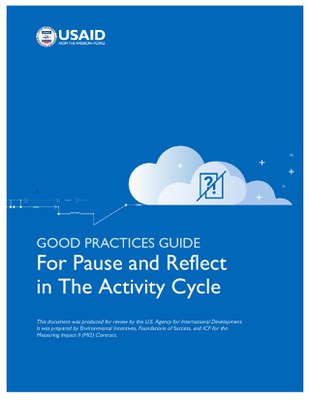 USAID
FROM THE AMERICAN PEOPLE
?!
GOOD PRACTICES GUIDE
For Pause and Reflect
in The Activity Cycle
This document was produced for review by the U.S. Agency for International Development.
It was prepared by Environmental Incentives, Foundations of Success, and ICF for the
Measuring Impact II (MI2) Contract.